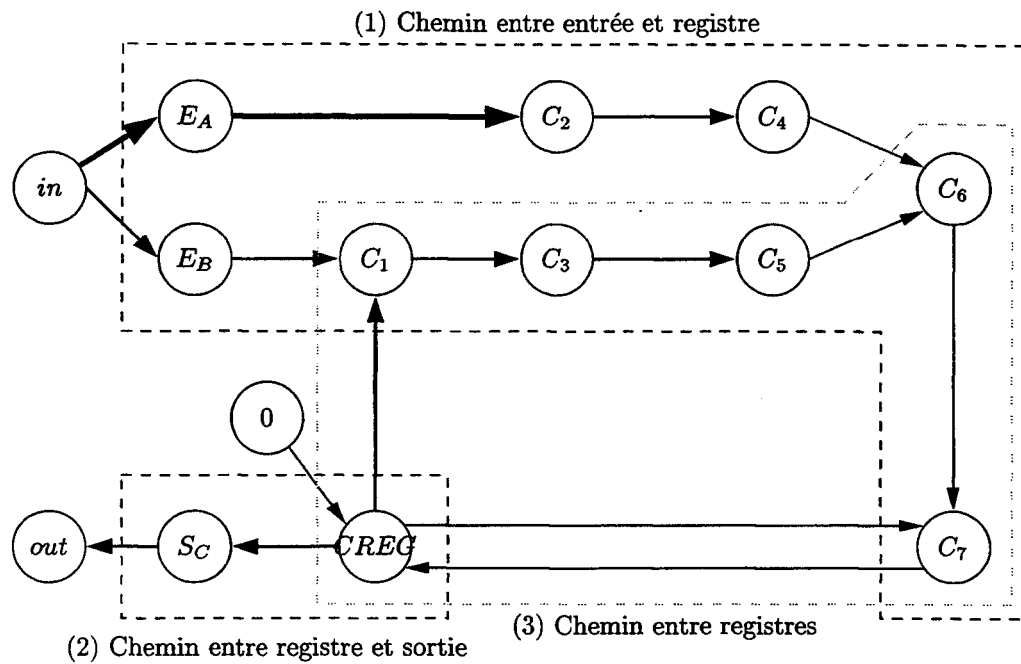 (1) Chemin entre entrée et registre
E_A
C_2
C_4
in
C_6
E_B
C_1
C_3
C_5
0
out
S_C
CREG
C_7
(3) Chemin entre registres
(2) Chemin entre registre et sortie